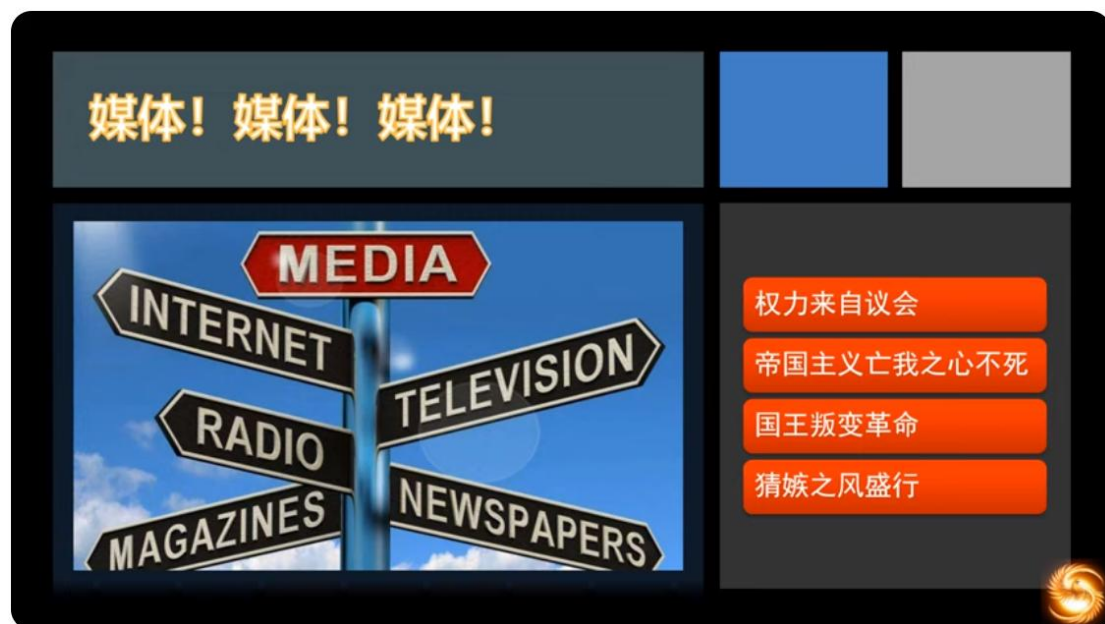 媒体！媒体！媒体！
MEDIA
INTERNET
TELEVISION
RADIO
NEWSPAPERS
MAGAZINES
权力来自议会
帝国主义亡我之心不死
国王叛变革命
猜嫉之风盛行